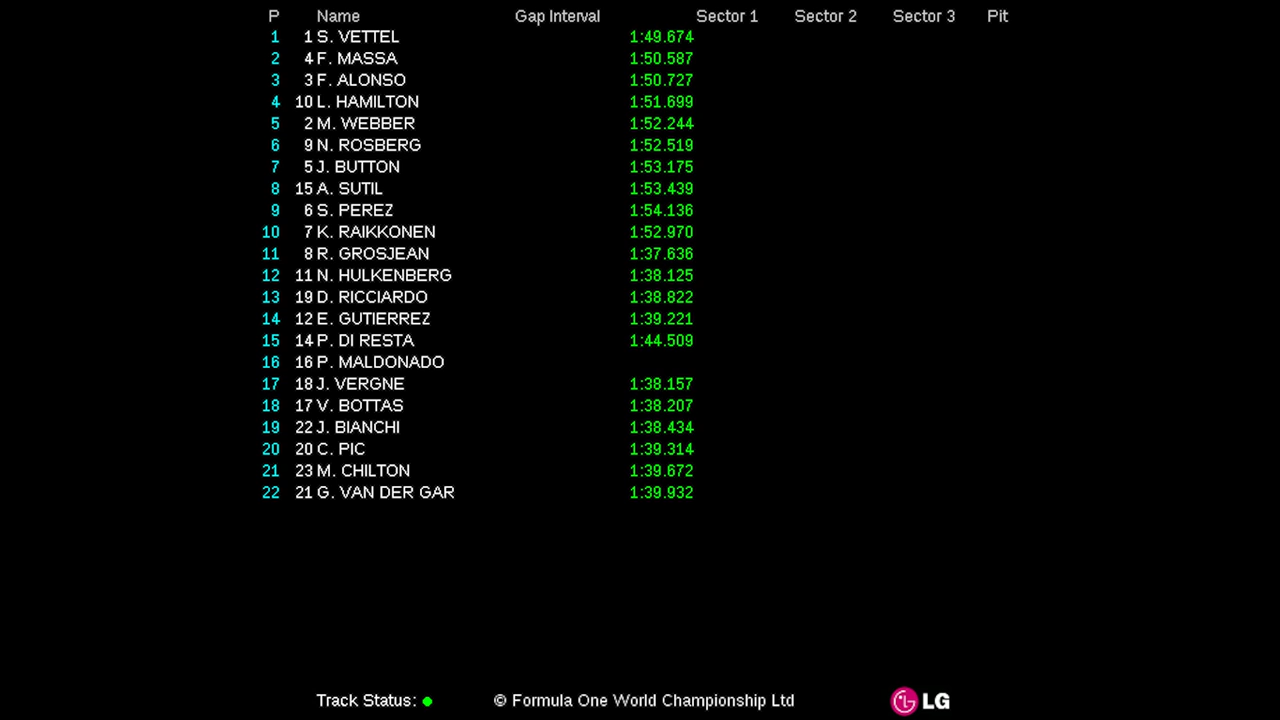 P Name Gap Interval Sector 1 Sector 2 Sector 3 Pit
1 1 S. VETTEL 1:49.674
2 4 F. MASSA 1:50.587
3 3 F. ALONSO 1:50.727
4 10 L. HAMILTON 1:51.699
5 2 M. WEBBER 1:52.244
6 9 N. ROSBERG 1:52.519
7 5 J. BUTTON 1:53.175
8 15 A. SUTIL 1:53.439
9 6 S. PEREZ 1:54.136
10 7 K. RAIKKONEN 1:52.970
11 8 R. GROSJEAN 1:37.636
12 11 N. HULKENBERG 1:38.125
13 19 D. RICCIARDO 1:38.822
14 12 E. GUTIERREZ 1:39.221
15 14 P. DI RESTA 1:44.509
16 16 P. MALDONADO
17 18 J. VERGNE 1:38.157
18 17 V. BOTTAS 1:38.207
19 22 J. BIANCHI 1:38.434
20 20 C. PIC 1:39.314
21 23 M. CHILTON 1:39.672
22 21 G. VAN DER GAR 1:39.932
Track Status: © Formula One World Championship Ltd LG